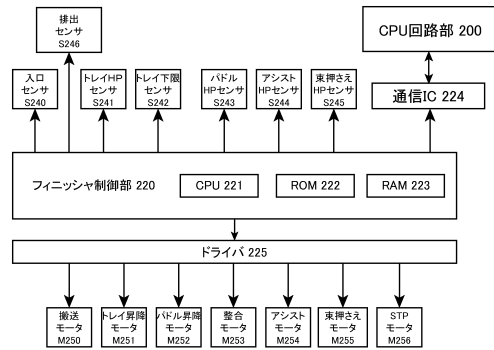 排出
センサ
S246
CPU回路部 200
入口
センサ
S240
トレイHP
センサ
S241
トレイ下限
センサ
S242
パドル
HPセンサ
S243
アシスト
HPセンサ
S244
束押さえ
HPセンサ
S245
通信IC 224
フィニッシャ制御部 220
CPU 221
ROM 222
RAM 223
ドライバ 225
搬送
モータ
M250
トレイ昇降
モータ
M251
パドル昇降
モータ
M252
整合
モータ
M253
アシスト
モータ
M254
束押さえ
モータ
M255
STP
モータ
M256